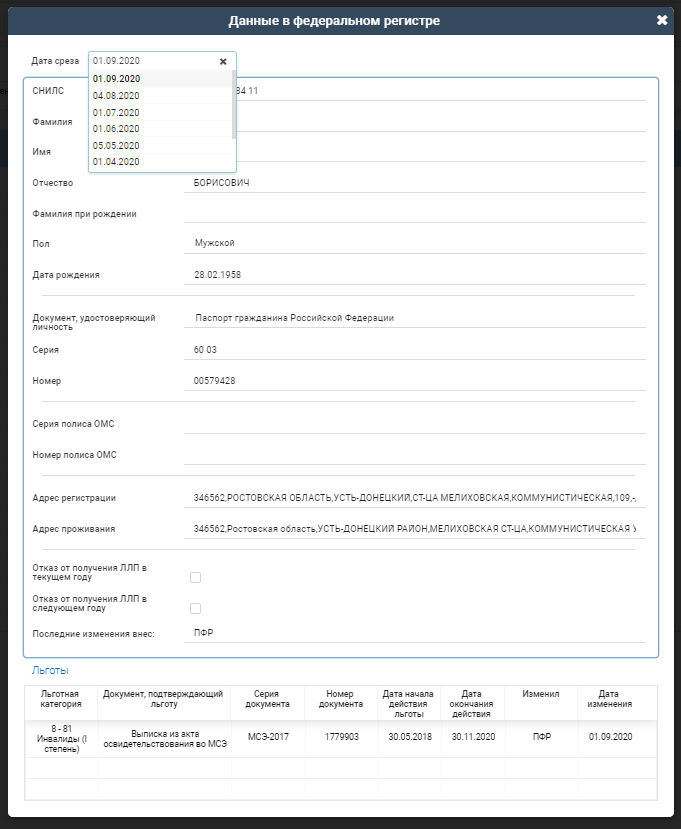 Данные в федеральном регистре
Дата среза 01.09.2020
01.09.2020
04.08.2020
01.07.2020
01.06.2020
05.05.2020
01.04.2020
СНИЛС 84 11
Фамилия
Имя
Отчество БОРИСОВИЧ
Фамилия при рождении
Пол Мужской
Дата рождения 28.02.1958
Документ, удостоверяющий
личность
Паспорт гражданина Российской Федерации
Серия 60 03
Номер 00579428
Серия полиса ОМС
Номер полиса ОМС
Адрес регистрации 346562,РОСТОВСКАЯ ОБЛАСТЬ,УСТЬ-ДОНЕЦКИЙ,СТ-ЦА МЕЛИХОВСКАЯ,КОММУНИСТИЧЕСКАЯ,109,-,
Адрес проживания 346562,Ростовская область,УСТЬ-ДОНЕЦКИЙ РАЙОН,МЕЛИХОВСКАЯ СТ-ЦА,КОММУНИСТИЧЕСКАЯ
Отказ от получения ЛЛП в
текущем году
Отказ от получения ЛЛП в
следующем году
Последние изменения внес: ПФР
Льготы
Льготная
категория
Документ, подтверждающий
льготу
Серия
документа
Номер
документа
Дата начала
действия
льготы
Дата
окончания
действия
Изменил
Дата
изменения
8 - 81
Инвалиды (I
степень)
Выписка из акта
освидетельствования во МСЭ
МСЭ-2017
1779903
30.05.2018
30.11.2020
ПФР
01.09.2020